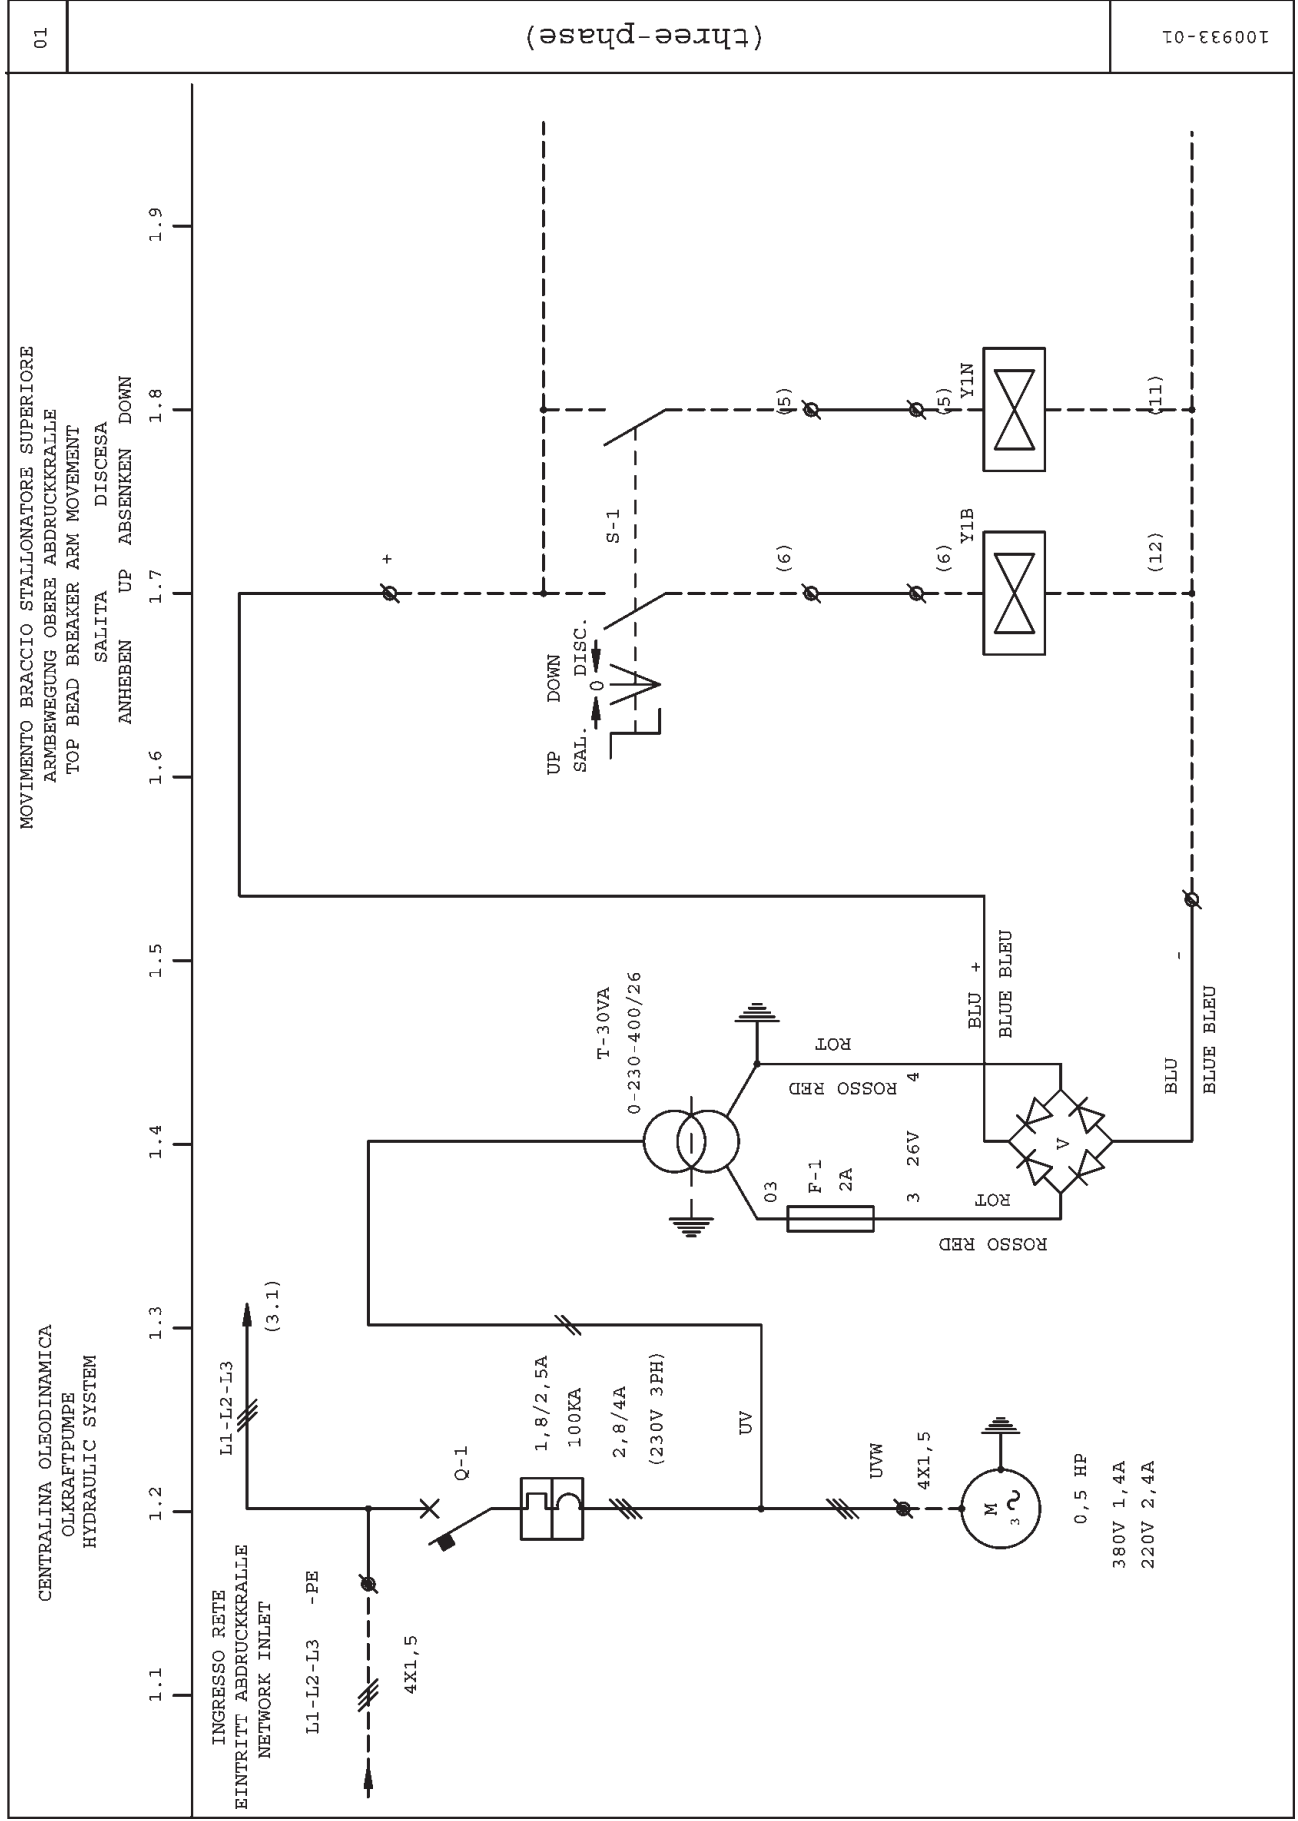 01
(three-phase)
100933-01
MOVIMENTO BRACCIO STALLONATORE SUPERIORE
ARMBEWEGUNG OBERE ABDRUCKKRALLE
TOP BEAD BREAKER ARM MOVEMENT
SALITA DISCESA
ANHEBEN UP ABSENKEN DOWN
CENTRALINA OLEODINAMICA
OLKRAFTPUMPE
HYDRAULIC SYSTEM
1.1 1.2 1.3 1.4 1.5 1.6 1.7 1.8 1.9
INGRESSO RETE
EINTRITT ABDRUCKKRALLE
NETWORK INLET
L1-L2-L3 -PE
4X1,5
L1-L2-L3
(3.1)
Q-1
1,8/2,5A
100KA
2,8/4A
(230V 3PH)
UV
UVW
4X1,5
M
3
0,5 HP
380V 1,4A
220V 2,4A
T-30VA
0-230-400/26
03
F-1
2A
3 26V 4
ROSSO RED
ROT
ROSSO RED
ROT
V
BLU +
BLUE BLEU
BLU -
BLUE BLEU
+
UP DOWN
SAL. 0 DISC.
S-1
(6)
(5)
(6)
(5)
Y1B
Y1N
(12)
(11)